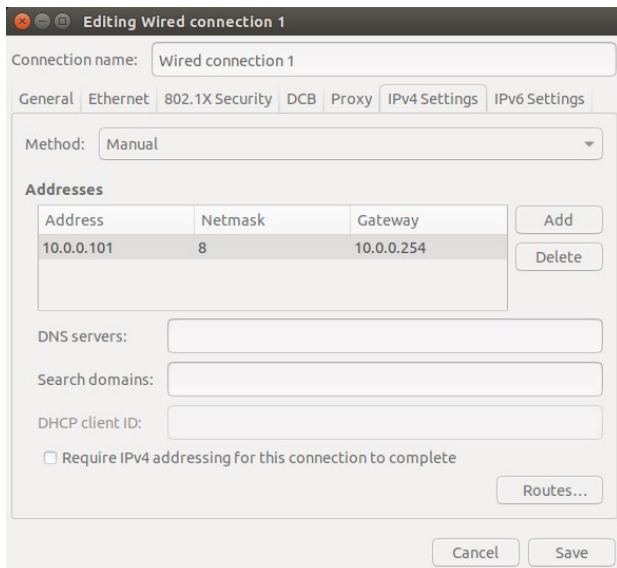 Editing Wired connection 1
Connection name: Wired connection 1
General Ethernet 802.1X Security DCB Proxy IPv4 Settings IPv6 Settings
Method: Manual
Addresses
Address Netmask Gateway Add
10.0.0.101 8 10.0.0.254
Delete
DNS servers:
Search domains:
DHCP client ID:
Require IPv4 addressing for this connection to complete
Routes...
Cancel Save